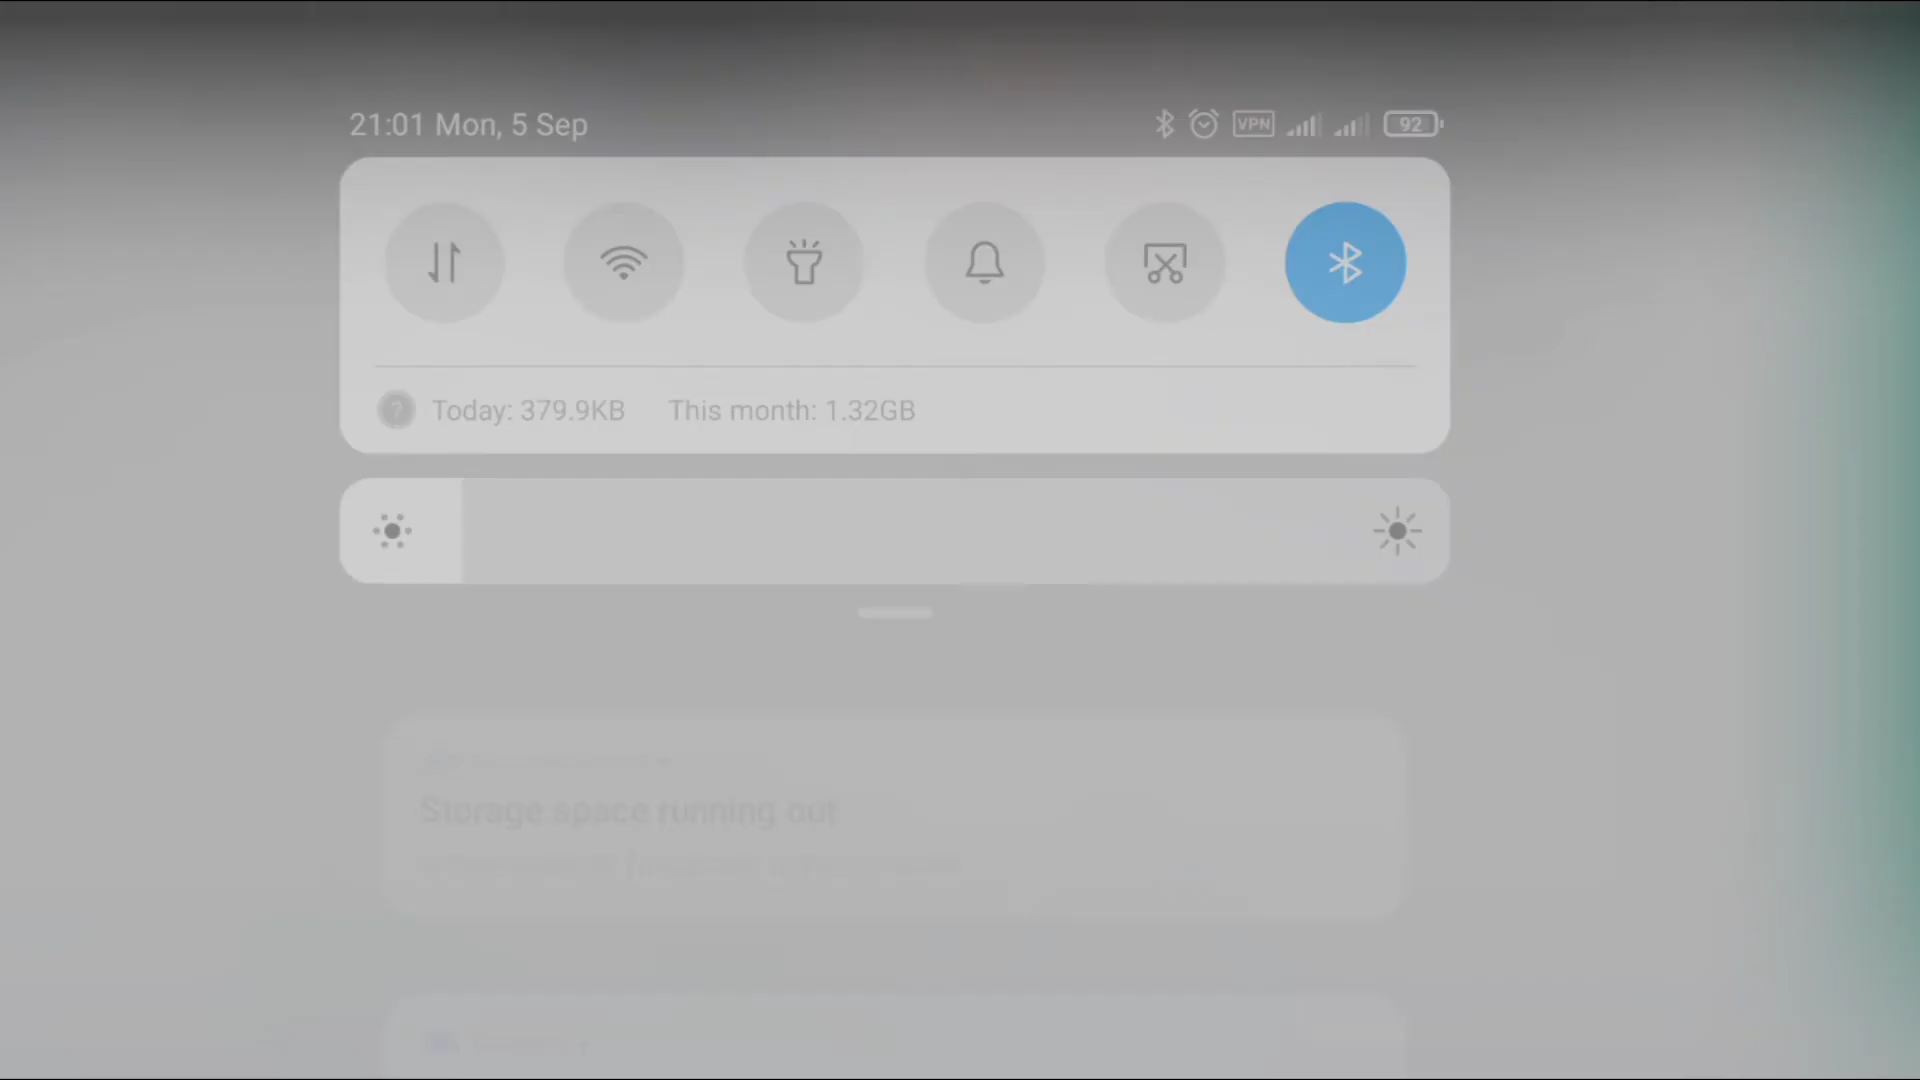 21:01 Mon, 5 Sep
VPN 92
? Today: 379.9KB This month: 1.32GB
Storage space running out